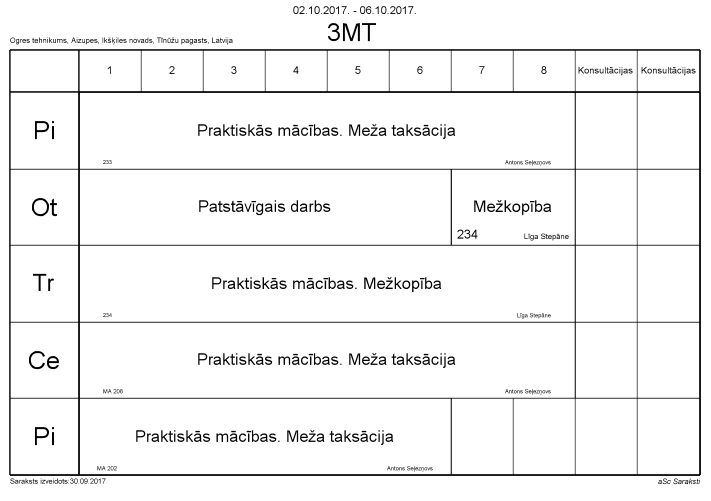 02.10.2017. - 06.10.2017.
3MT
Ogres tehnikums, Aizupes, Ikšķiles novads, Tīnūžu pagasts, Latvija
1 2 3 4 5 6 7 8 Konsultācijas Konsultācijas
Pi
Praktiskās mācības. Meža taksācija
233 Antons Seļezņovs
Ot
Patstāvīgais darbs
Mežkopība
234 Līga Stepāne
Tr
Praktiskās mācības. Mežkopība
234 Līga Stepāne
Ce
Praktiskās mācības. Meža taksācija
MA 206 Antons Seļezņovs
Pi
Praktiskās mācības. Meža taksācija
MA 202 Antons Seļezņovs
Saraksts izveidots:30.09.2017 aSc Saraksti